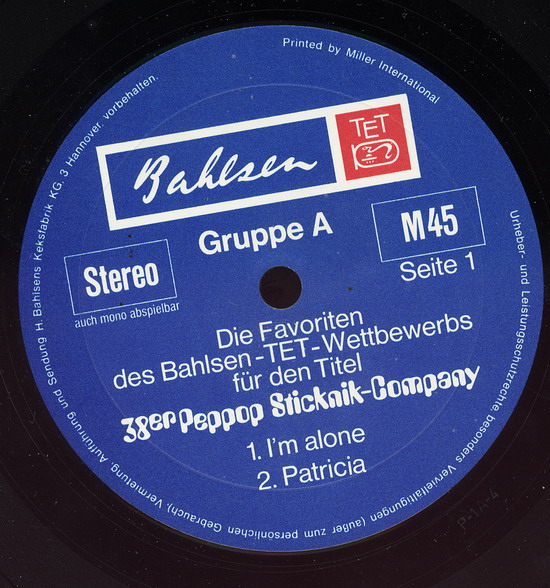 Printed by Miller International
Bahlsen
TET
Gruppe A
Stereo
auch mono abspielbar
M45
Seite 1
Die Favoriten
des Bahlsen-TET-Wettbewerbs
für den Titel
38er Peppop Sticknik-Company
1. I'm alone
2. Patricia
Urheber- und Leistungsschutzrechte besonders Vervielfältigungen (außer zum persönlichen Gebrauch), Vermietung Aufführung und Sendung H. Bahlsens Keksfabrik KG, 3 Hannover, vorbehalten.